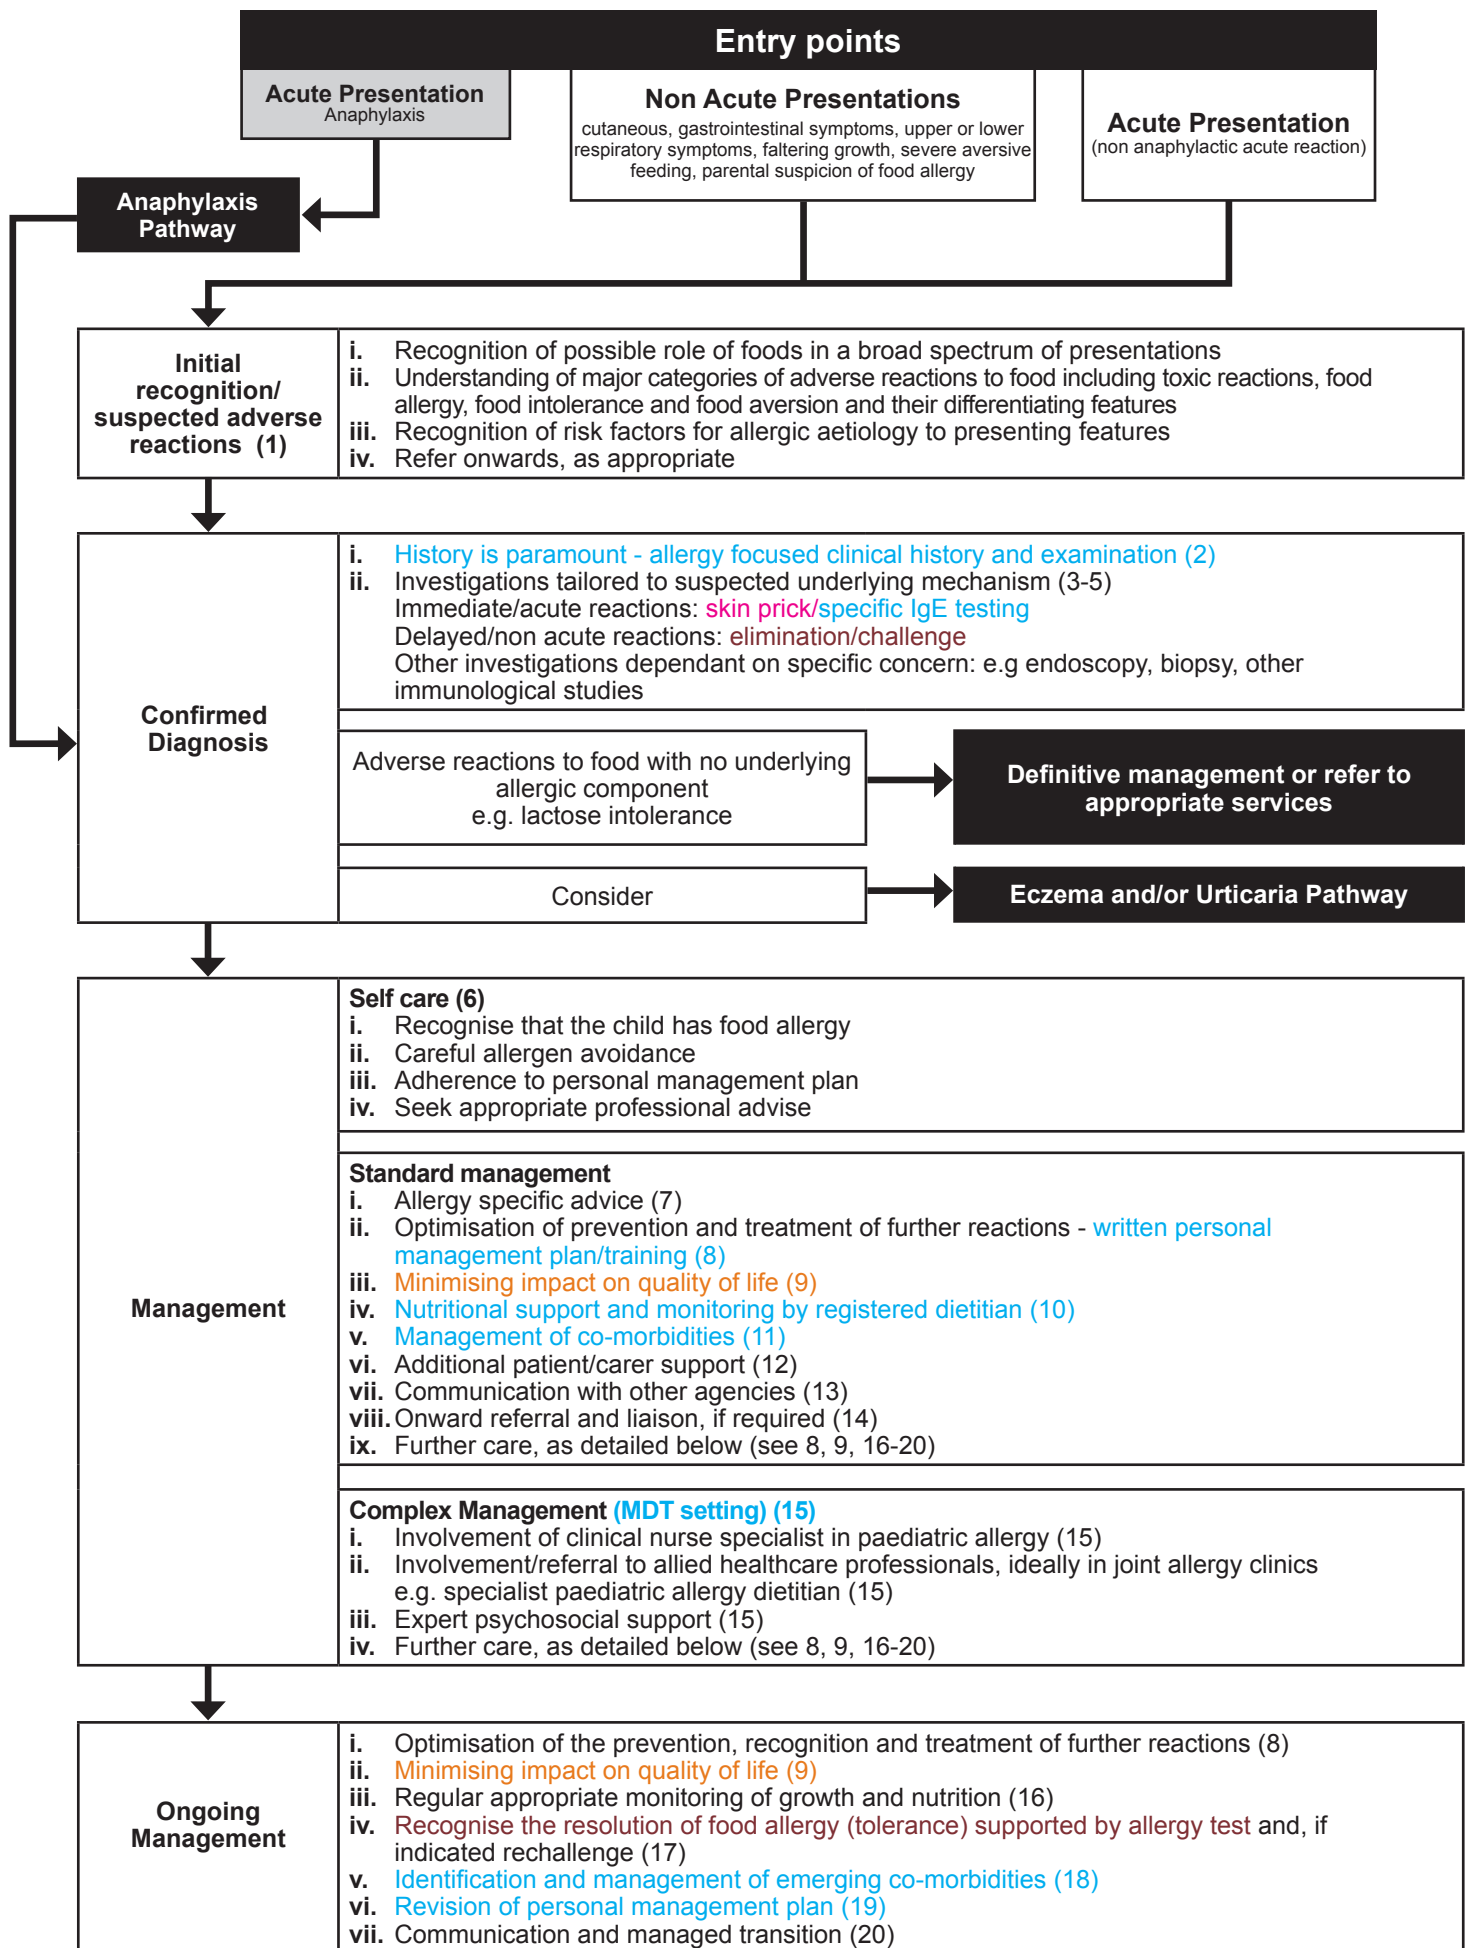 Entry points
Acute Presentation
Anaphylaxis
Non Acute Presentations
cutaneous, gastrointestinal symptoms, upper or lower
respiratory symptoms, faltering growth, severe aversive
feeding, parental suspicion of food allergy
Acute Presentation
(non anaphylactic acute reaction)
Anaphylaxis
Pathway
Initial
recognition/
suspected adverse
reactions (1)
i. Recognition of possible role of foods in a broad spectrum of presentations
ii. Understanding of major categories of adverse reactions to food including toxic reactions, food
allergy, food intolerance and food aversion and their differentiating features
iii. Recognition of risk factors for allergic aetiology to presenting features
iv. Refer onwards, as appropriate
Confirmed
Diagnosis
i. History is paramount - allergy focused clinical history and examination (2)
ii. Investigations tailored to suspected underlying mechanism (3-5)
Immediate/acute reactions: skin prick/specific IgE testing
Delayed/non acute reactions: elimination/challenge
Other investigations dependant on specific concern: e.g endoscopy, biopsy, other
immunological studies
Adverse reactions to food with no underlying
allergic component
e.g. lactose intolerance
Definitive management or refer to
appropriate services
Consider
Eczema and/or Urticaria Pathway
Management
Self care (6)
i. Recognise that the child has food allergy
ii. Careful allergen avoidance
iii. Adherence to personal management plan
iv. Seek appropriate professional advise
Standard management
i. Allergy specific advice (7)
ii. Optimisation of prevention and treatment of further reactions - written personal
management plan/training (8)
iii. Minimising impact on quality of life (9)
iv. Nutritional support and monitoring by registered dietitian (10)
v. Management of co-morbidities (11)
vi. Additional patient/carer support (12)
vii. Communication with other agencies (13)
viii. Onward referral and liaison, if required (14)
ix. Further care, as detailed below (see 8, 9, 16-20)
Complex Management (MDT setting) (15)
i. Involvement of clinical nurse specialist in paediatric allergy (15)
ii. Involvement/referral to allied healthcare professionals, ideally in joint allergy clinics
e.g. specialist paediatric allergy dietitian (15)
iii. Expert psychosocial support (15)
iv. Further care, as detailed below (see 8, 9, 16-20)
Ongoing
Management
i. Optimisation of the prevention, recognition and treatment of further reactions (8)
ii. Minimising impact on quality of life (9)
iii. Regular appropriate monitoring of growth and nutrition (16)
iv. Recognise the resolution of food allergy (tolerance) supported by allergy test and, if
indicated rechallenge (17)
v. Identification and management of emerging co-morbidities (18)
vi. Revision of personal management plan (19)
vii. Communication and managed transition (20)